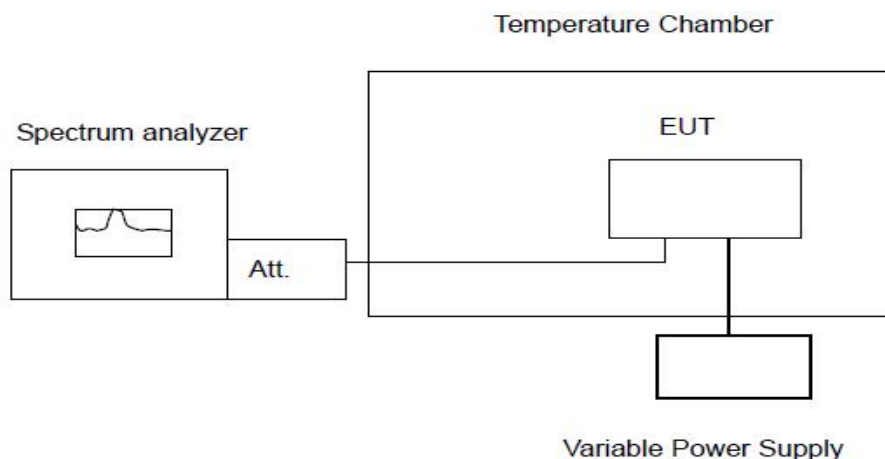 Temperature Chamber
Spectrum analyzer
EUT
Att.
Variable Power Supply